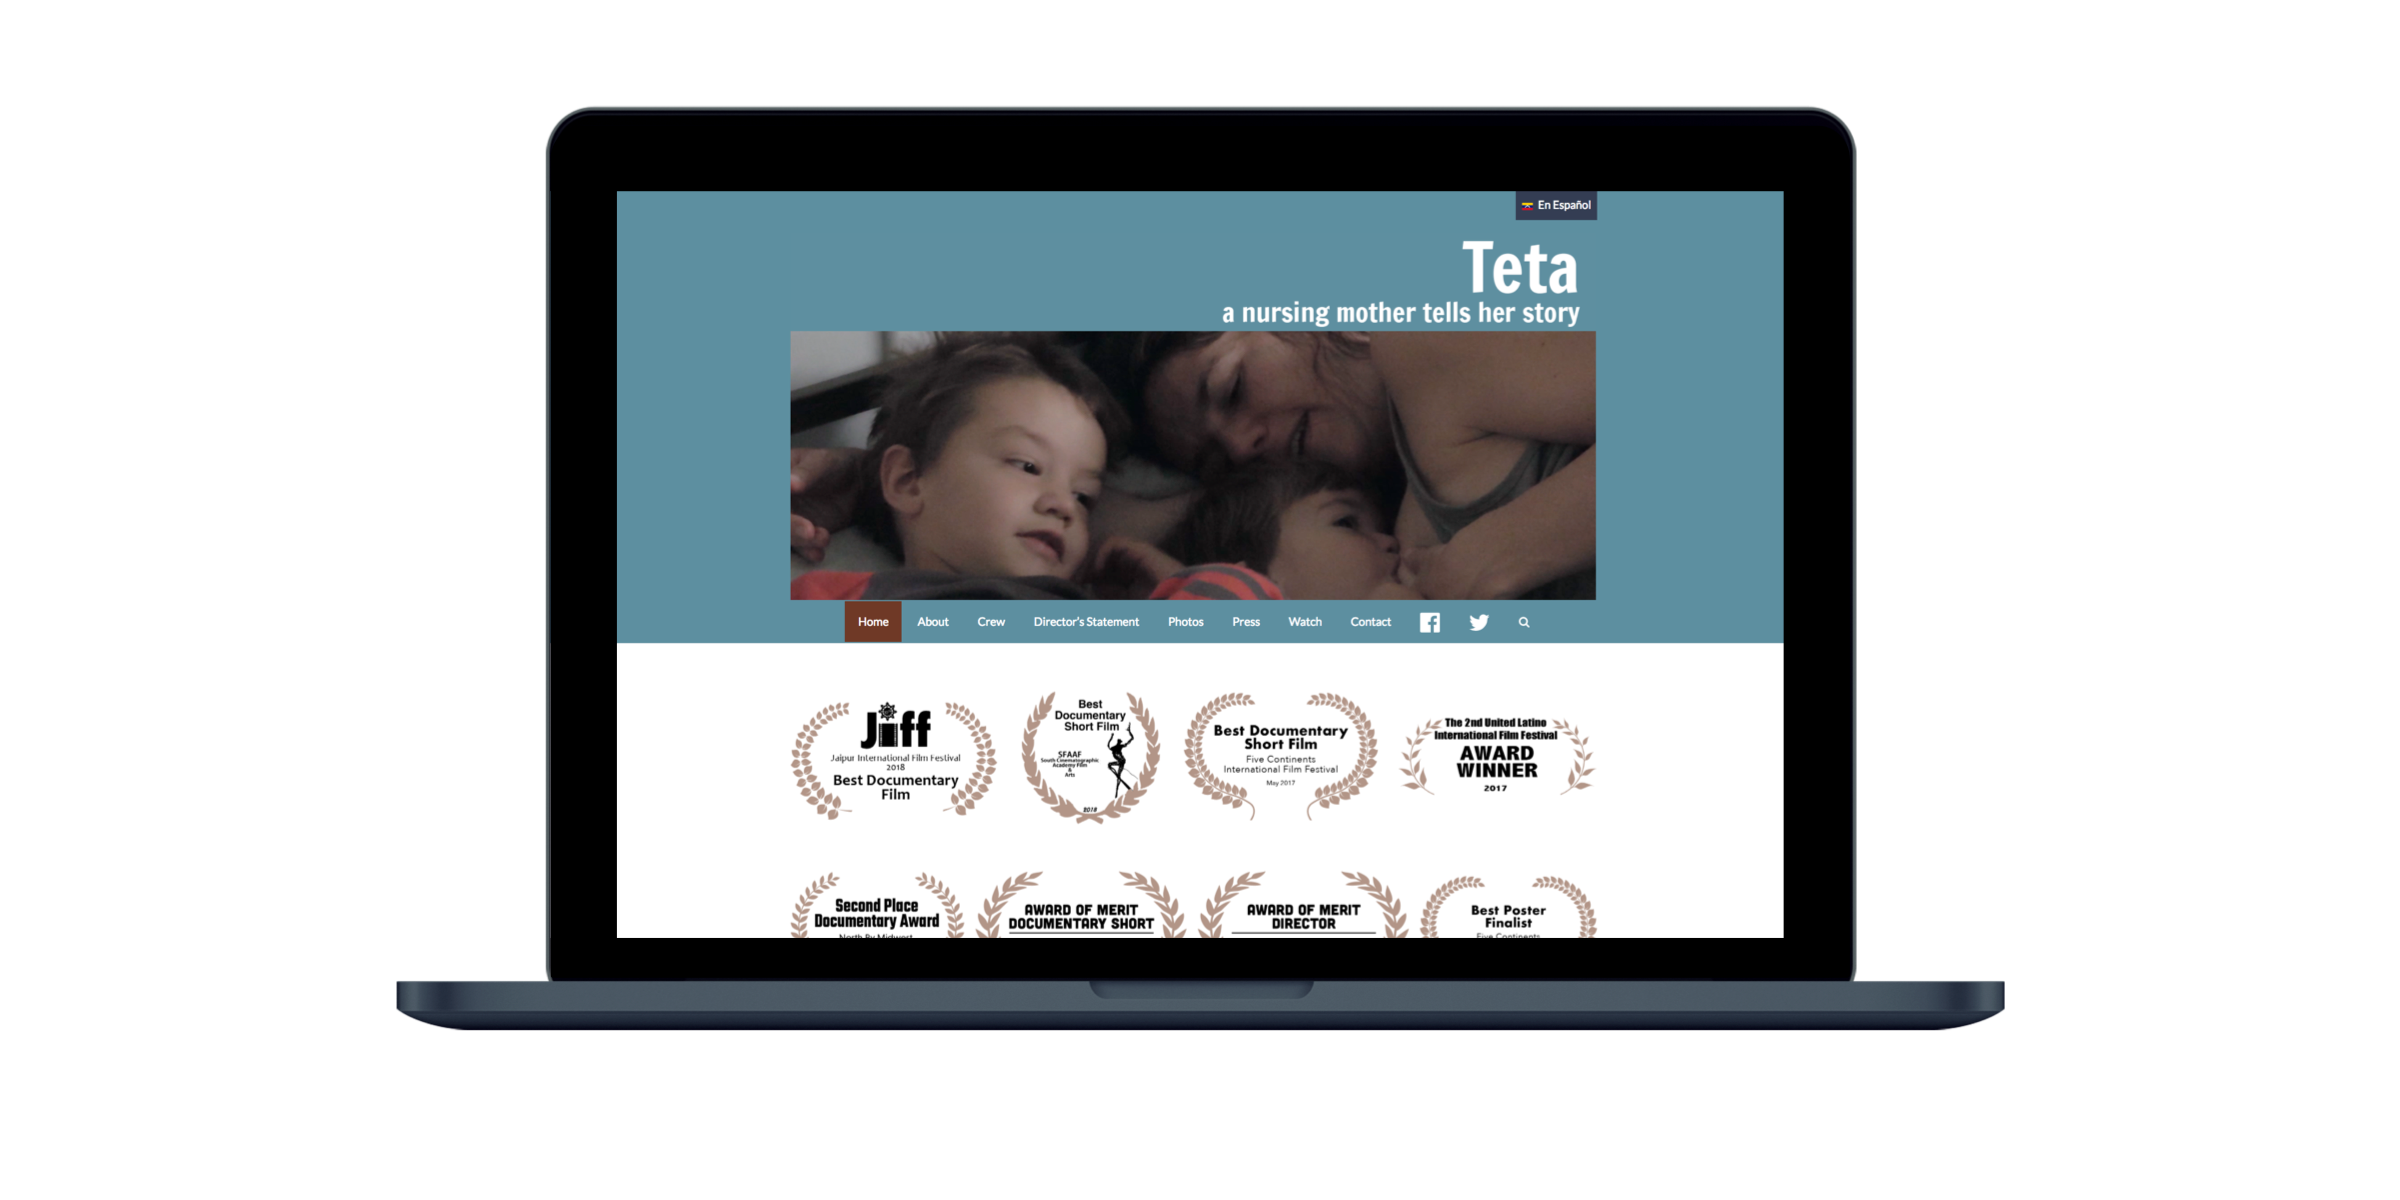 En Español
Teta
a nursing mother tells her story
Home About Crew Director's Statement Photos Press Watch Contact
Jiff
Jaipur International Film Festival
2018
Best Documentary
Film
Best
Documentary
Short Film
SFAAF
South Cinematographic
Academy Film
&
Arts
2018
Best Documentary
Short Film
Five Continents
International Film Festival
May 2017
The 2nd United Latino
International Film Festival
AWARD
WINNER
2017
Second Place
Documentary Award
North By Midwest
AWARD OF MERIT
DOCUMENTARY SHORT
AWARD OF MERIT
DIRECTOR
Best Poster
Finalist
Five Continents